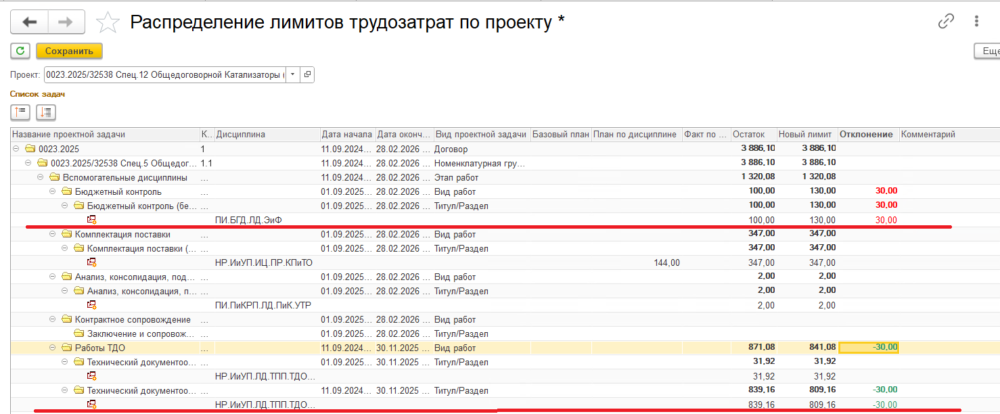 Распределение лимитов трудозатрат по проекту *
Сохранить
Еще
Проект: 0023.2025/32538 Спец.12 Общедоговорной Катализаторы (
Список задач
Название проектной задачи К.. Дисциплина Дата начала Дата оконч... Вид проектной задачи Базовый план План по дисциплине Факт по ... Остаток Новый лимит Отклонение Комментарий
0023.2025 1 11.09.2024... 28.02.2026 ... Договор 3 886,10 3 886,10
0023.2025/32538 Спец.5 Общедог... 1.1 11.09.2024... 28.02.2026 ... Номенклатурная гру... 3 886,10 3 886,10
Вспомогательные дисциплины ... 11.09.2024... 28.02.2026 ... Этап работ 1 320,08 1 320,08
Бюджетный контроль ... 01.09.2025... 28.02.2026 ... Вид работ 100,00 130,00 30,00
Бюджетный контроль (бе... ... 01.09.2025... 28.02.2026 ... Титул/Раздел 100,00 130,00 30,00
ПИ.БГД.ЛД.ЭиФ 100,00 130,00 30,00
Комплектация поставки ... 01.09.2025... 28.02.2026 ... Вид работ 347,00 347,00
Комплектация поставки (... ... 01.09.2025... 28.02.2026 ... Титул/Раздел 347,00 347,00
НР.ИиУП.ИЦ.ПР.КПиТО 144,00 347,00 347,00
Анализ, консолидация, под... ... 01.09.2025... 28.02.2026 ... Вид работ 2,00 2,00
Анализ, консолидация, п... ... 01.09.2025... 28.02.2026 ... Титул/Раздел 2,00 2,00
ПИ.ПиКРП.ЛД.ПиК.УТР 2,00 2,00
Контрактное сопровождение ... 01.09.2025... 28.02.2026 ... Вид работ
Заключение и сопровож... ... 01.09.2025... 28.02.2026 ... Титул/Раздел
Работы ТДО ... 11.09.2024... 30.11.2025 ... Вид работ 871,08 841,08 -30,00
Технический документоо... ... 01.09.2025... 30.11.2025 ... Титул/Раздел 31,92 31,92
НР.ИиУП.ЛД.ТПП.ТДО... 31,92 31,92
Технический документоо... ... 11.09.2024... 30.11.2025 ... Титул/Раздел 839,16 809,16 -30,00
НР.ИиУП.ЛД.ТПП.ТДО... 839,16 809,16 -30,00